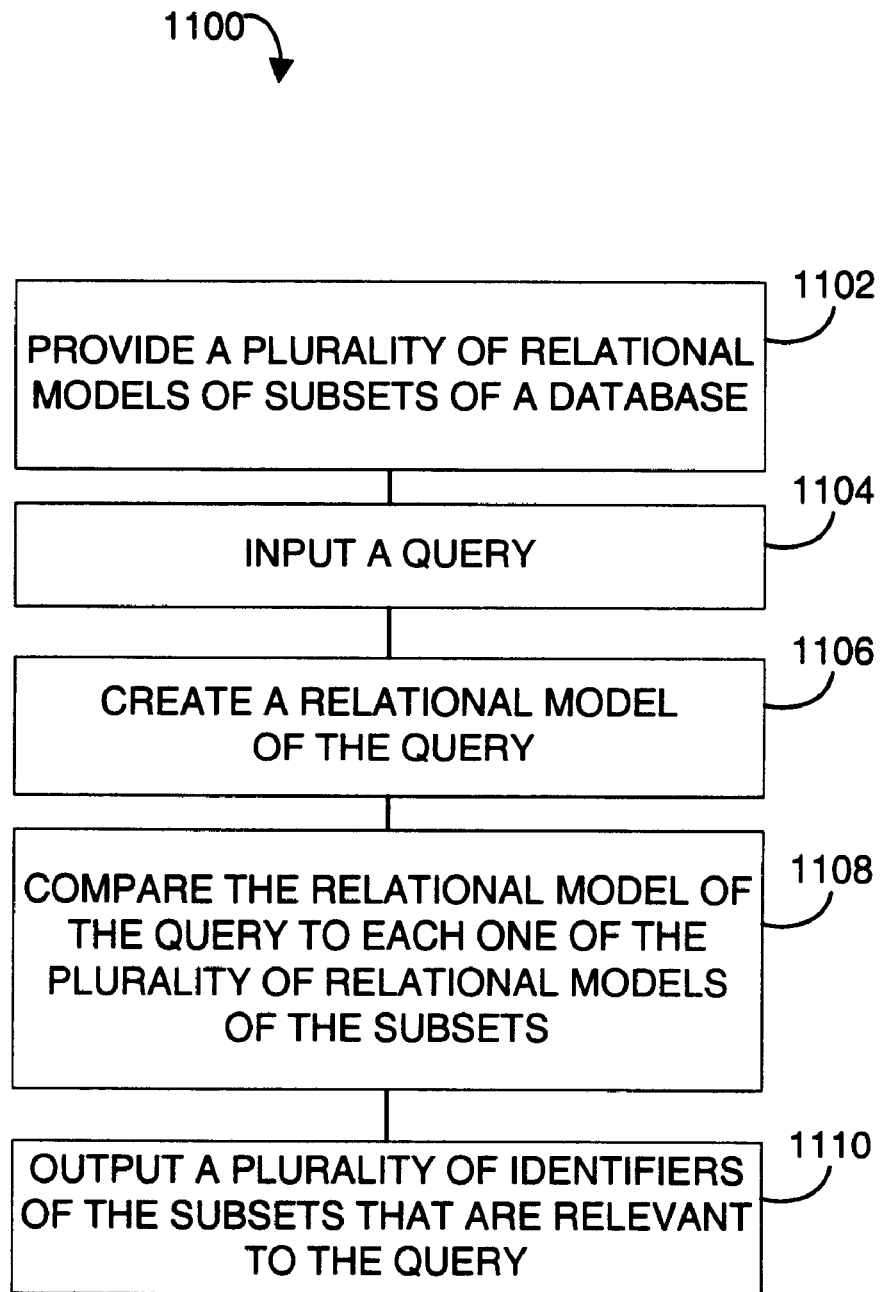 1100
1102
PROVIDE A PLURALITY OF RELATIONAL
MODELS OF SUBSETS OF A DATABASE
1104
INPUT A QUERY
1106
CREATE A RELATIONAL MODEL
OF THE QUERY
1108
COMPARE THE RELATIONAL MODEL OF
THE QUERY TO EACH ONE OF THE
PLURALITY OF RELATIONAL MODELS
OF THE SUBSETS
1110
OUTPUT A PLURALITY OF IDENTIFIERS
OF THE SUBSETS THAT ARE RELEVANT
TO THE QUERY